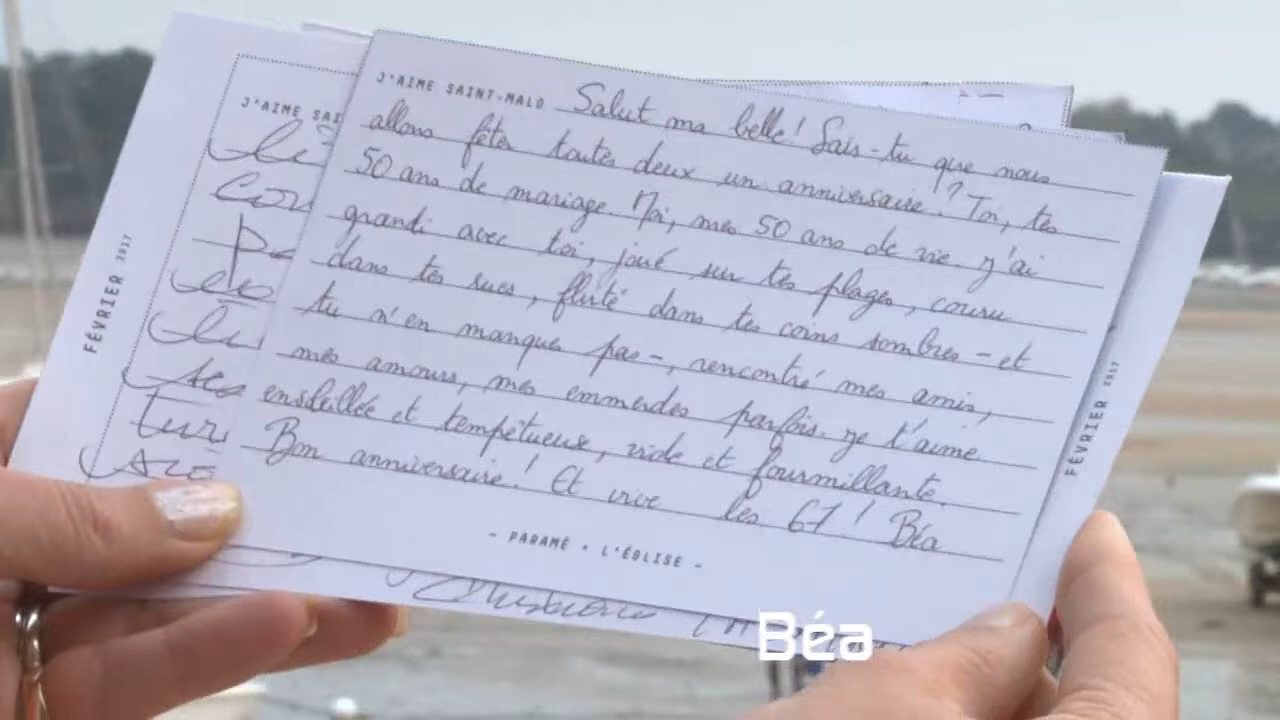 J'AIME SAINT-MALO Salut ma belle! Sais-tu que nous
allons fêter toutes deux un anniversaire? Toi, tes
50 ans de mariage. Moi, mes 50 ans de vie. J'ai
grandi avec toi, joué sur tes plages, couru
dans tes rues, flirté dans tes coins sombres - et
tu n'en manques pas -, rencontré mes amis,
mes amours, mes emmerdes parfois. Je t'aime
ensoleillée et tempétueuse, vide et fourmillante.
Bon anniversaire! Et vive les 67! Béa
- PARAMÉ • L'ÉGLISE -
J'AIME SAI
FÉVRIER 2017
FÉVRIER 2017
Béa